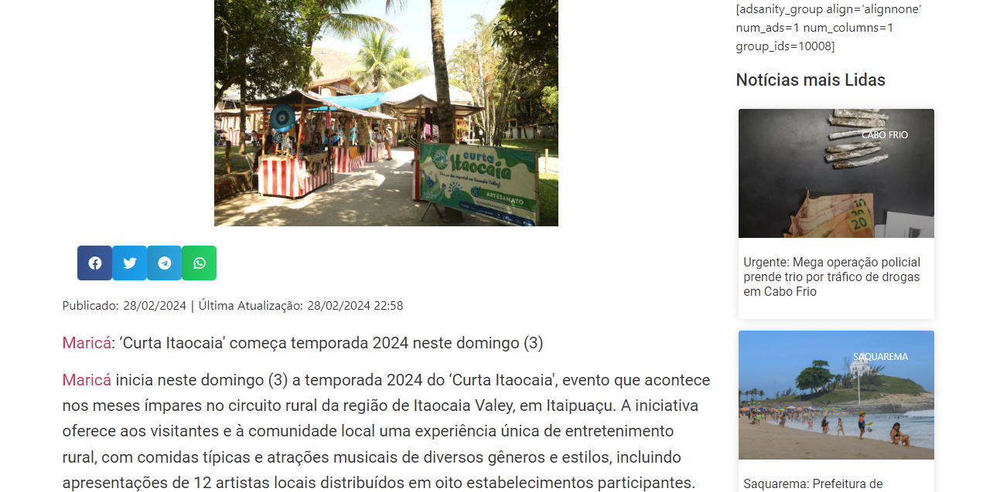 curta
Itaocaia
ARTESANATO
Publicado: 28/02/2024 | Última Atualização: 28/02/2024 22:58
Maricá: ‘Curta Itaocaia' começa temporada 2024 neste domingo (3)
Maricá inicia neste domingo (3) a temporada 2024 do ‘Curta Itaocaia', evento que acontece
nos meses ímpares no circuito rural da região de Itaocaia Valey, em Itaipuaçu. A iniciativa
oferece aos visitantes e à comunidade local uma experiência única de entretenimento
rural, com comidas típicas e atrações musicais de diversos gêneros e estilos, incluindo
apresentações de 12 artistas locais distribuídos em oito estabelecimentos participantes.
[adsanity_group align='alignnone'
num_ads=1 num_columns=1
group_ids=10008]
Notícias mais Lidas
CABO FRIO
10
20
Urgente: Mega operação policial
prende trio por tráfico de drogas
em Cabo Frio
SAQUAREMA
Saquarema: Prefeitura de